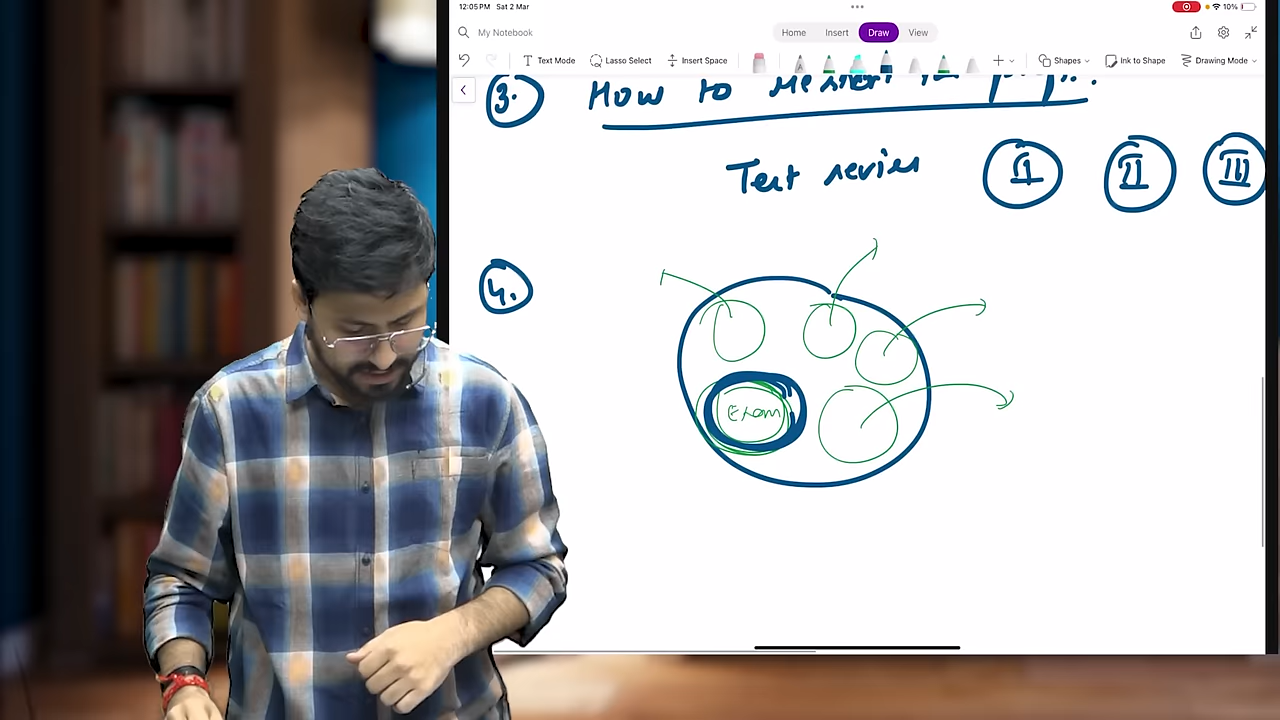 12:05 PM Sat 2 Mar ••• 10%
My Notebook Home Insert Draw View
Text Mode Lasso Select Insert Space Shapes Ink to Shape Drawing Mode
3. How to
Test series I II III
4.
Exam